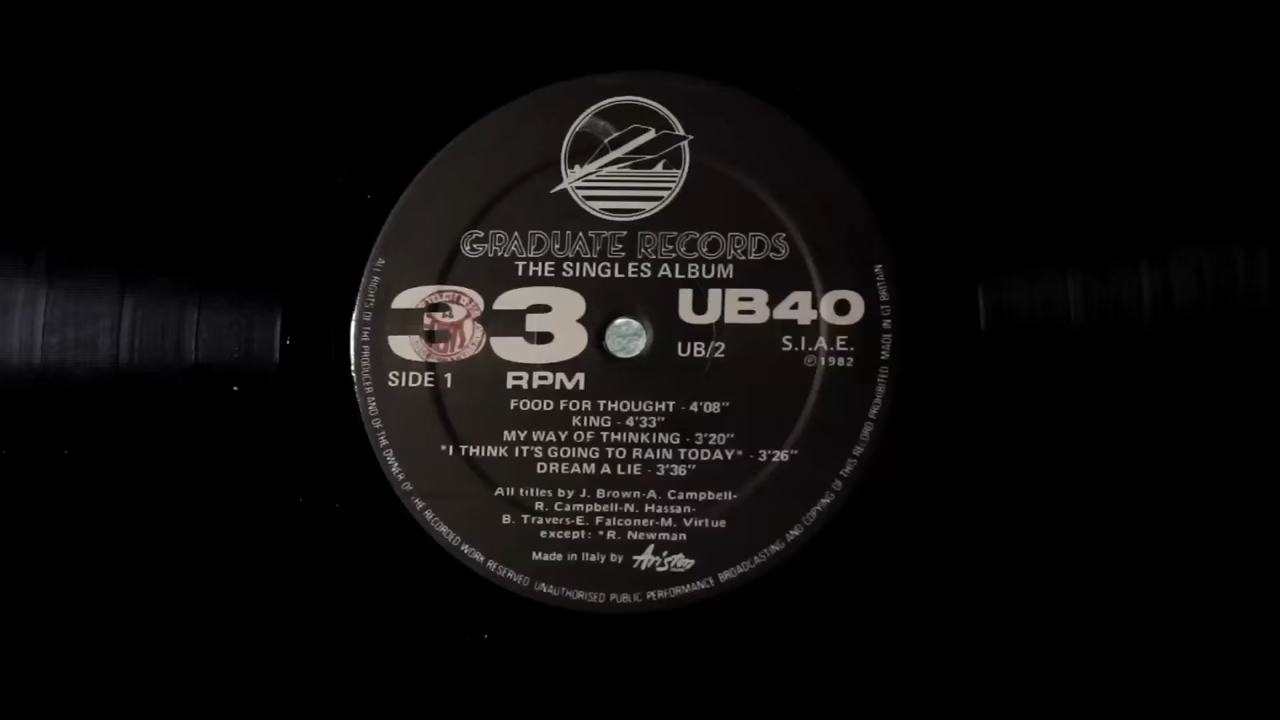 GRADUATE RECORDS
THE SINGLES ALBUM
33
UB40
UB/2
S.I.A.E.
℗1982
SIDE 1
RPM
FOOD FOR THOUGHT - 4'08"
KING - 4'33"
MY WAY OF THINKING - 3'20"
*I THINK IT'S GOING TO RAIN TODAY* - 3'26"
DREAM A LIE - 3'36"
All titles by J. Brown-A. Campbell-
R. Campbell-N. Hassan-
B. Travers-E. Falconer-M. Virtue
except: *R. Newman
Made in Italy by Ariston
ALL RIGHTS OF THE PRODUCER AND OF THE OWNER OF THE RECORDED WORK RESERVED UNAUTHORISED PUBLIC PERFORMANCE BROADCASTING AND COPYING OF THIS RECORD PROHIBITED MADE IN GT BRITAIN